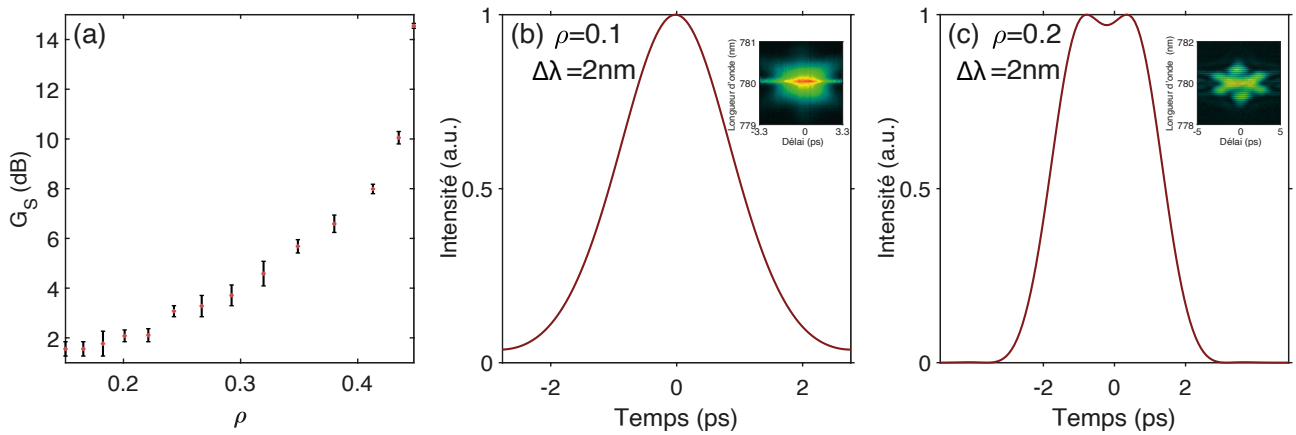 (a)
G_S (dB)
14
12
10
8
6
4
2
0.2
0.3
0.4
ρ
(b) ρ=0.1
Δλ=2nm
Intensité (a.u.)
1
0.5
0
-2
0
2
Temps (ps)
Longueur d'onde (nm)
781
780
779
-3.3
0
3.3
Délai (ps)
(c) ρ=0.2
Δλ=2nm
Intensité (a.u.)
1
0.5
0
-2
0
2
Temps (ps)
Longueur d'onde (nm)
782
780
778
-5
0
5
Délai (ps)